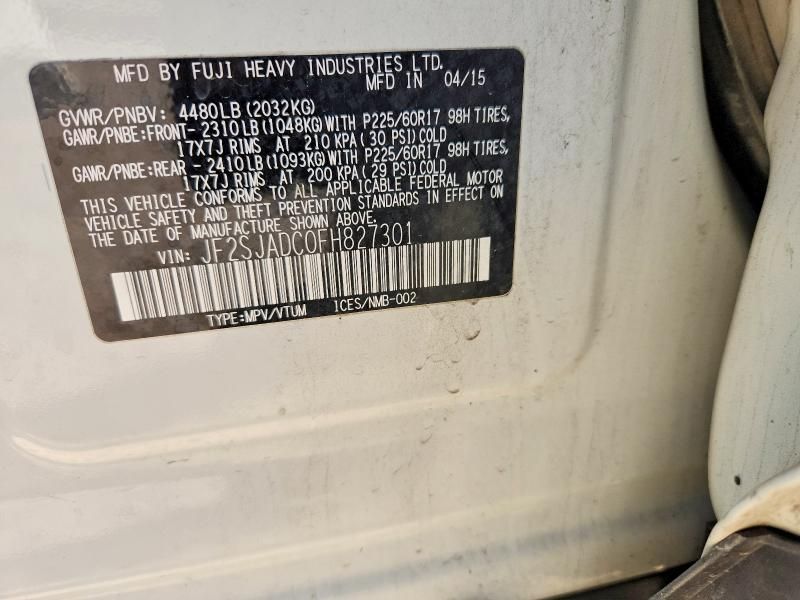 MFD BY FUJI HEAVY INDUSTRIES LTD.
MFD IN 04/15
GVWR/PNBV: 4480LB(2032KG)
GAWR/PNBE:FRONT-2310LB(1048KG)WITH P225/60R17 98H TIRES,
17X7J RIMS AT 210 KPA(30 PSI)COLD
GAWR/PNBE:REAR -2410LB(1093KG)WITH P225/60R17 98H TIRES,
17X7J RIMS AT 200 KPA(29 PSI)COLD
THIS VEHICLE CONFORMS TO ALL APPLICABLE FEDERAL MOTOR
VEHICLE SAFETY AND THEFT PREVENTION STANDARDS IN EFFECT ON
THE DATE OF MANUFACTURE SHOWN ABOVE.
VIN: JF2SJADC0FH827301
TYPE:MPV/VTUM ICES/NMB-002